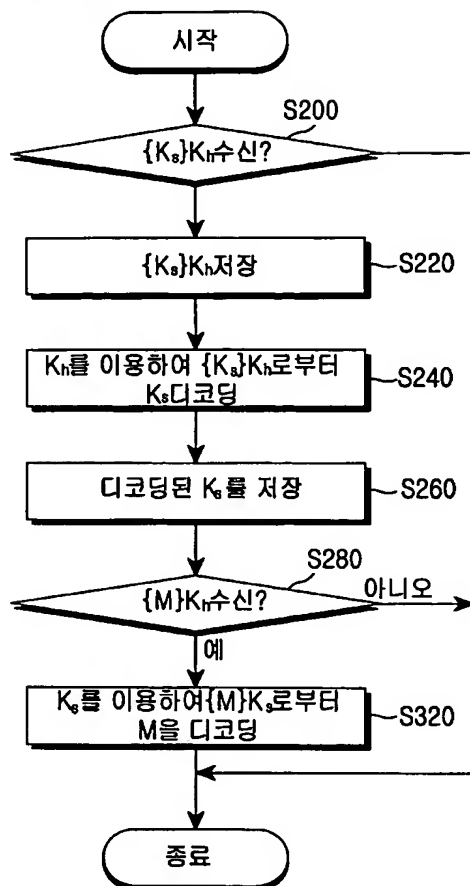 시작
S200
{Ks}Kh수신?
{Ks}Kh저장
S220
Kh를 이용하여 {Ks}Kh로부터
Ks디코딩
S240
디코딩된 Ks를 저장
S260
S280
{M}Kh수신?
아니오
예
Ks를 이용하여{M}Ks로부터
M을 디코딩
S320
종료